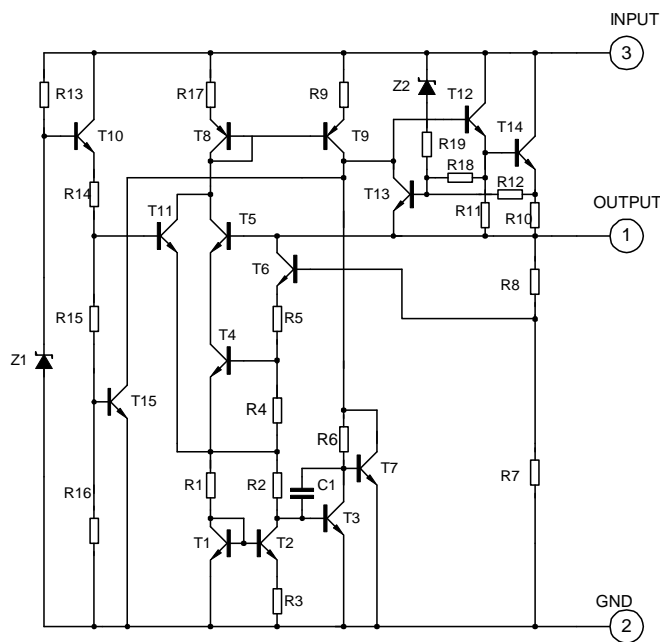 INPUT
3
R13
R17
R9
Z2
T12
T10
T8
T9
R19
T14
R18
R14
T13
R12
T11
R11
R10
OUTPUT
T5
1
T6
R8
R15
R5
Z1
T4
T15
R4
R6
T7
R7
R16
R1
R2
C1
T3
T1
T2
R3
GND
2